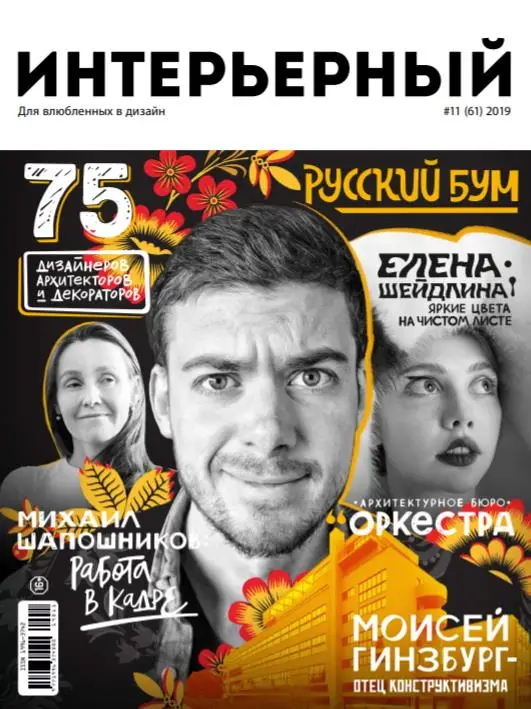 ИНТЕРЬЕРНЫЙ
Для влюбленных в дизайн
#11 (61) 2019
75
ДИЗАЙНЕРОВ
АРХИТЕКТОРОВ
И ДЕКОРАТОРОВ
РУССКИЙ БУМ
ЕЛЕНА
ШЕЙДЛИНА!
ЯРКИЕ ЦВЕТА
НА ЧИСТОМ ЛИСТЕ
МИХАИЛ
ШАПОШНИКОВ:
РАБОТА
В КАДРЕ
•АРХИТЕКТУРНОЕ БЮРО•
"ОРКЕСТРА
16+
МОИСЕЙ
ГИНЗБУРГ-
ОТЕЦ КОНСТРУКТИВИЗМА